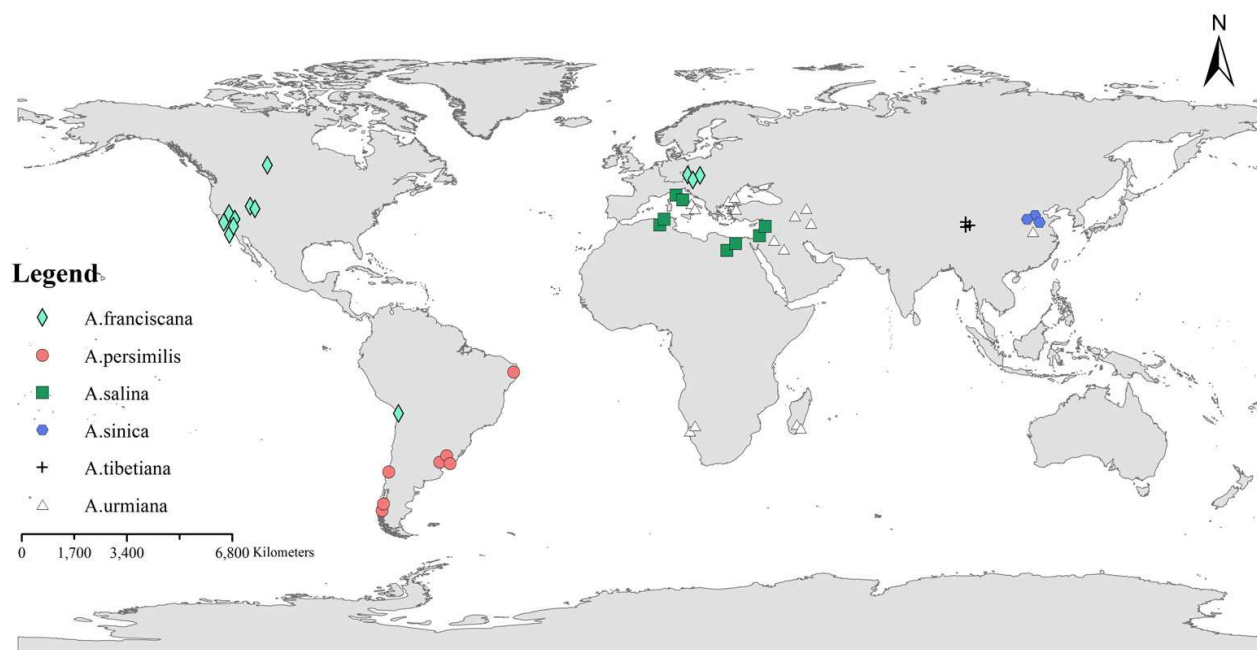 N
Legend
A.franciscana
A.persimilis
A.salina
A.sinica
A.tibetiana
A.urmiana
0 1,700 3,400 6,800 Kilometers